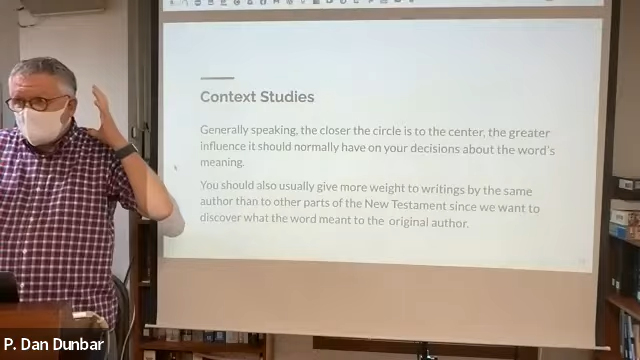 Context Studies
Generally speaking, the closer the circle is to the center, the greater
influence it should normally have on your decisions about the word's
meaning.
You should also usually give more weight to writings by the same
author than to other parts of the New Testament since we want to
discover what the word meant to the original author.
P. Dan Dunbar